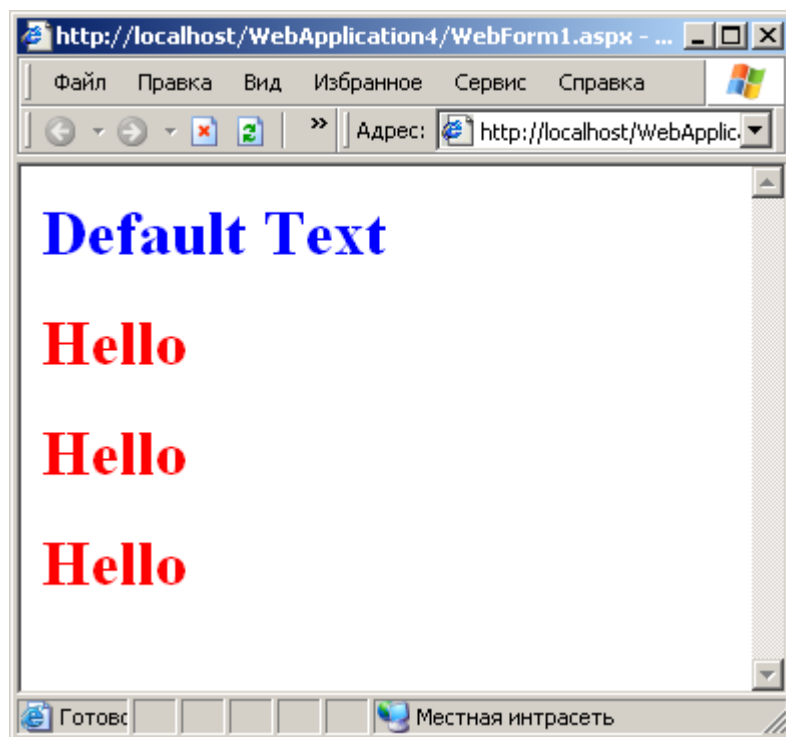 http://localhost/WebApplication4/WebForm1.aspx - ...
Файл Правка Вид Избранное Сервис Справка
» Адрес: http://localhost/WebApplic
Default Text
Hello
Hello
Hello
Готовс Местная интрасеть